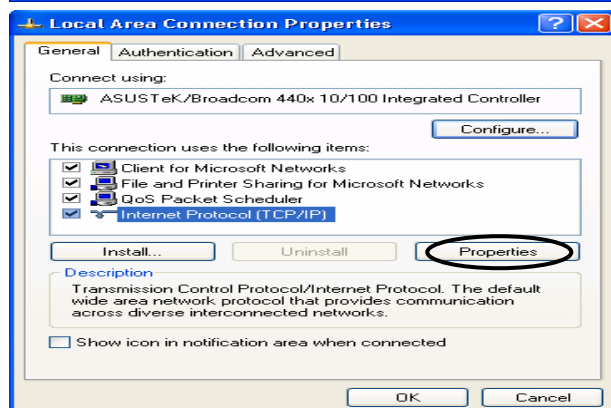 Local Area Connection Properties
General Authentication Advanced
Connect using:
ASUSTeK/Broadcom 440x 10/100 Integrated Controller
Configure...
This connection uses the following items:
Client for Microsoft Networks
File and Printer Sharing for Microsoft Networks
QoS Packet Scheduler
Internet Protocol (TCP/IP)
Install... Uninstall Properties
Description
Transmission Control Protocol/Internet Protocol. The default
wide area network protocol that provides communication
across diverse interconnected networks.
Show icon in notification area when connected
OK Cancel